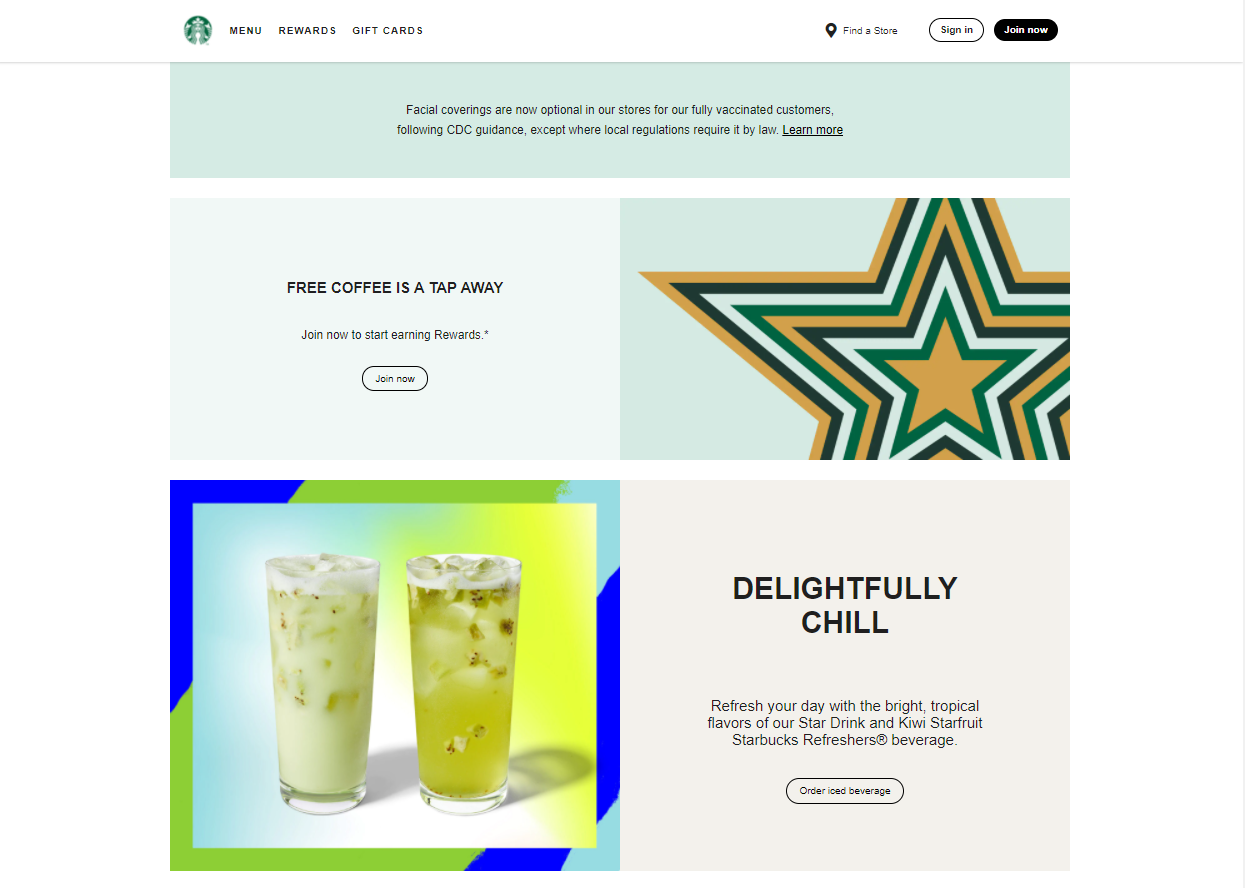 MENU REWARDS GIFT CARDS Find a Store Sign in Join now
Facial coverings are now optional in our stores for our fully vaccinated customers,
following CDC guidance, except where local regulations require it by law. Learn more
FREE COFFEE IS A TAP AWAY
Join now to start earning Rewards.*
Join now
DELIGHTFULLY
CHILL
Refresh your day with the bright, tropical
flavors of our Star Drink and Kiwi Starfruit
Starbucks Refreshers® beverage.
Order iced beverage